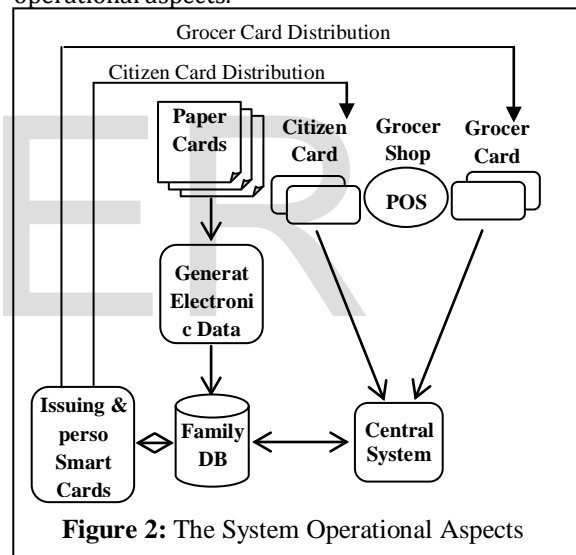 operational aspects.
Grocer Card Distribution
Citizen Card Distribution
Paper
Cards
Citizen
Card
Grocer
Shop
Grocer
Card
POS
Generat
Electroni
c Data
Issuing &
perso
Smart
Cards
Family
DB
Central
System
ER
Figure 2: The System Operational Aspects